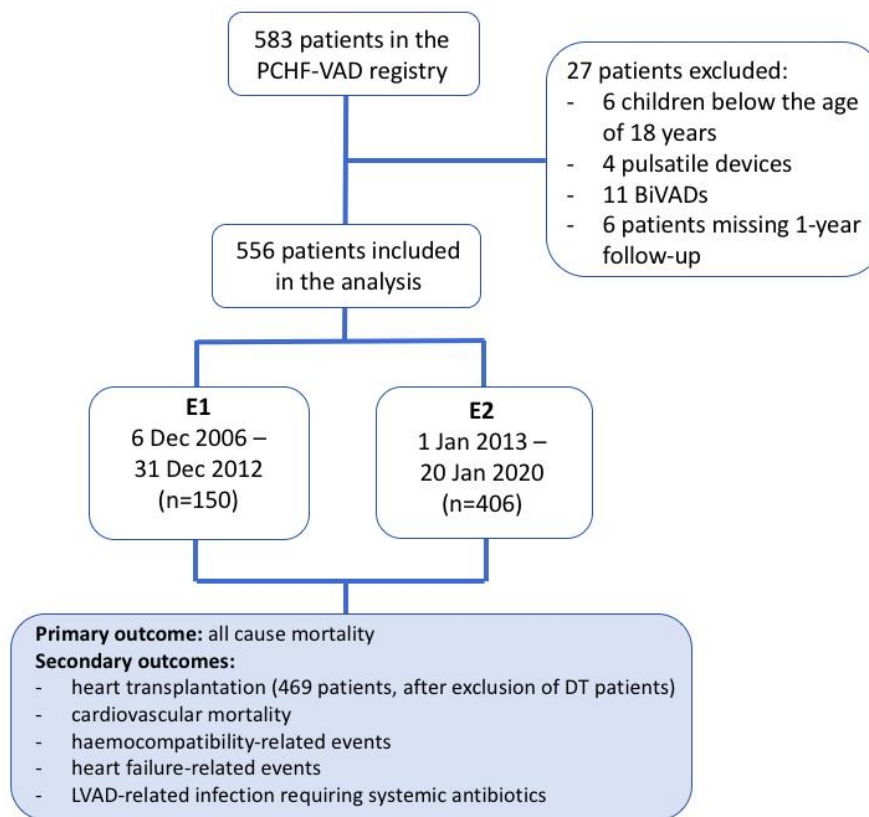 583 patients in the
PCHF-VAD registry
27 patients excluded:
- 6 children below the age
of 18 years
- 4 pulsatile devices
- 11 BiVADs
- 6 patients missing 1-year
follow-up
556 patients included
in the analysis
E1
6 Dec 2006 –
31 Dec 2012
(n=150)
E2
1 Jan 2013 –
20 Jan 2020
(n=406)
Primary outcome: all cause mortality
Secondary outcomes:
- heart transplantation (469 patients, after exclusion of DT patients)
- cardiovascular mortality
- haemocompatibility-related events
- heart failure-related events
- LVAD-related infection requiring systemic antibiotics